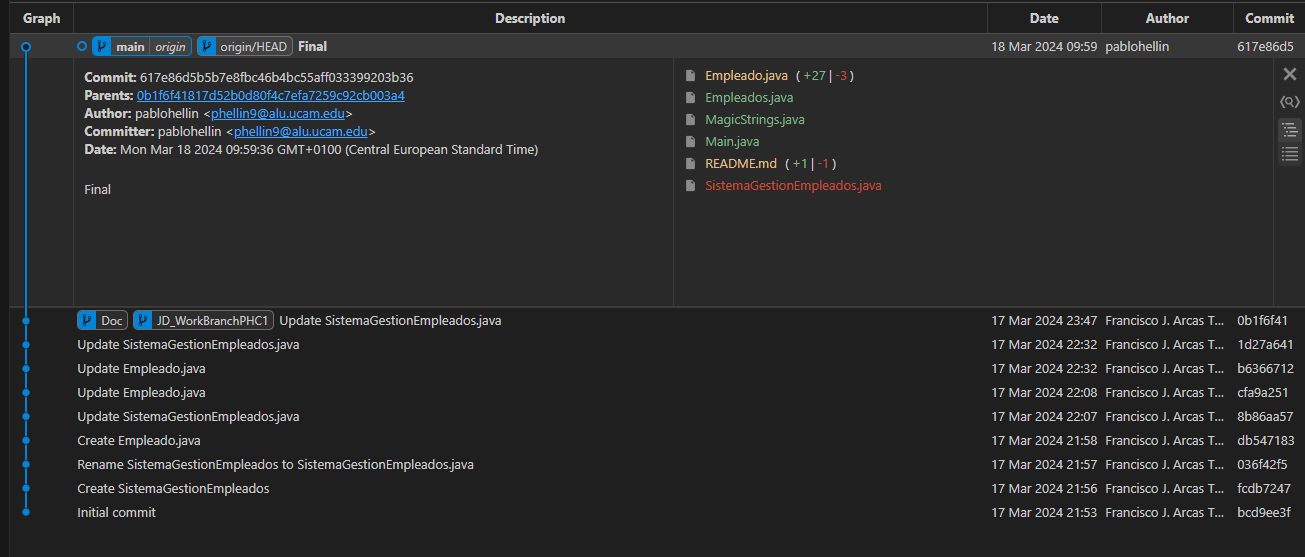 Graph Description Date Author Commit
main origin origin/HEAD Final 18 Mar 2024 09:59 pablohellin 617e86d5
Commit: 617e86d5b5b7e8fbc46b4bc55aff033399203b36
Parents: 0b1f6f41817d52b0d80f4c7efa7259c92cb003a4
Author: pablohellin <phellin9@alu.ucam.edu>
Committer: pablohellin <phellin9@alu.ucam.edu>
Date: Mon Mar 18 2024 09:59:36 GMT+0100 (Central European Standard Time)
Final
Empleado.java ( +27 | -3 )
Empleados.java
MagicStrings.java
Main.java
README.md ( +1 | -1 )
SistemaGestionEmpleados.java
Doc JD_WorkBranchPHC1 Update SistemaGestionEmpleados.java 17 Mar 2024 23:47 Francisco J. Arcas T... 0b1f6f41
Update SistemaGestionEmpleados.java 17 Mar 2024 22:32 Francisco J. Arcas T... 1d27a641
Update Empleado.java 17 Mar 2024 22:32 Francisco J. Arcas T... b6366712
Update Empleado.java 17 Mar 2024 22:08 Francisco J. Arcas T... cfa9a251
Update SistemaGestionEmpleados.java 17 Mar 2024 22:07 Francisco J. Arcas T... 8b86aa57
Create Empleado.java 17 Mar 2024 21:58 Francisco J. Arcas T... db547183
Rename SistemaGestionEmpleados to SistemaGestionEmpleados.java 17 Mar 2024 21:57 Francisco J. Arcas T... 036f42f5
Create SistemaGestionEmpleados 17 Mar 2024 21:56 Francisco J. Arcas T... fcdb7247
Initial commit 17 Mar 2024 21:53 Francisco J. Arcas T... bcd9ee3f